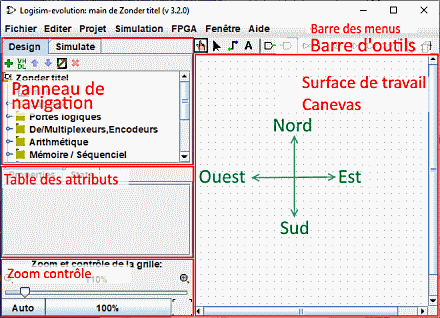 Logisim-evolution: main de Zonder titel (v 3.2.0)
Fichier Editer Projet Simulation FPGA Fenêtre Aide
Barre des menus
Barre d'outils
Design Simulate
VH
DL
Zonder titel
Panneau de
navigation
Portes logiques
De/Multiplexeurs,Encodeurs
Arithmétique
Mémoire / Séquenciel
Surface de travail
Canevas
Nord
Ouest Est
Sud
Table des attributs
Zoom et contrôle de la grille:
Zoom contrôle
110%
Auto 100%